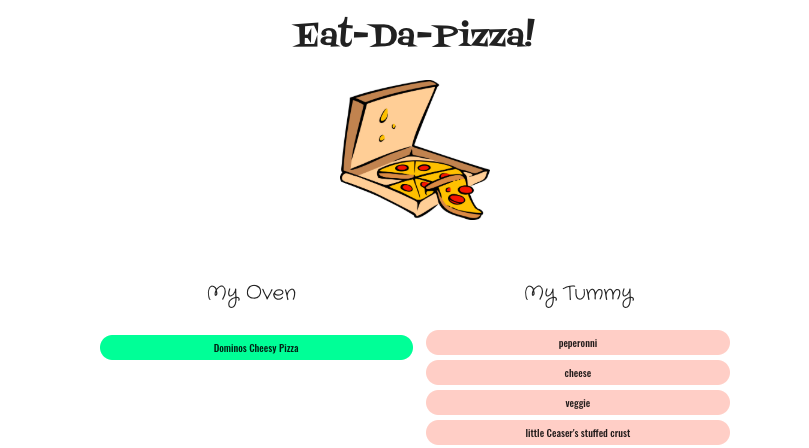 Eat-Da-Pizza!
My Oven
Dominos Cheesy Pizza
My Tummy
peperonni
cheese
veggie
little Ceaser's stuffed crust